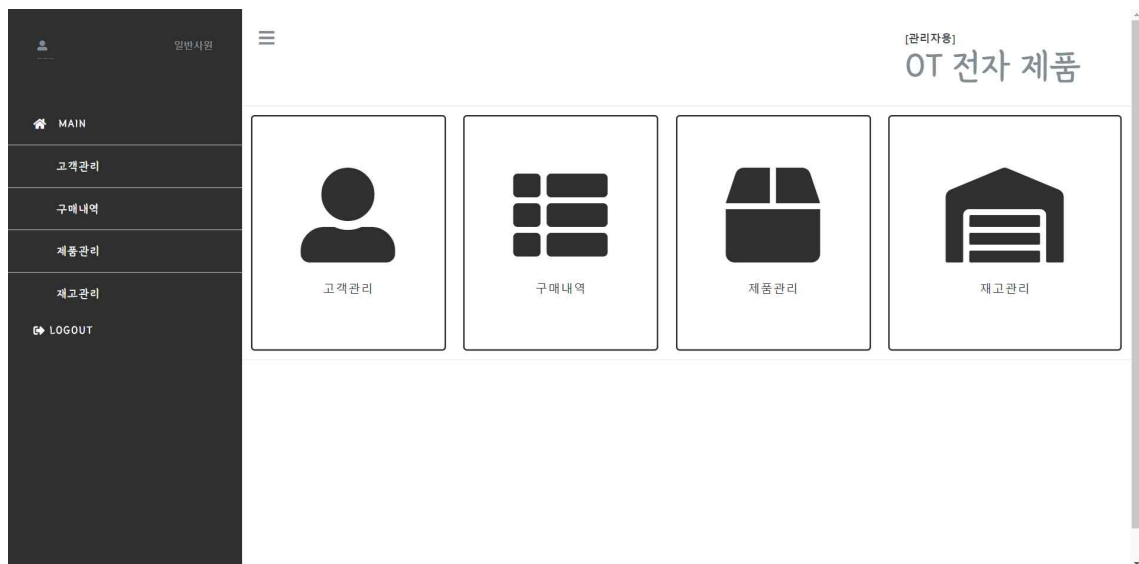 일반사원
MAIN
고객관리
구매내역
제품관리
재고관리
LOGOUT
[관리자용]
OT 전자 제품
고객관리
구매내역
제품관리
재고관리